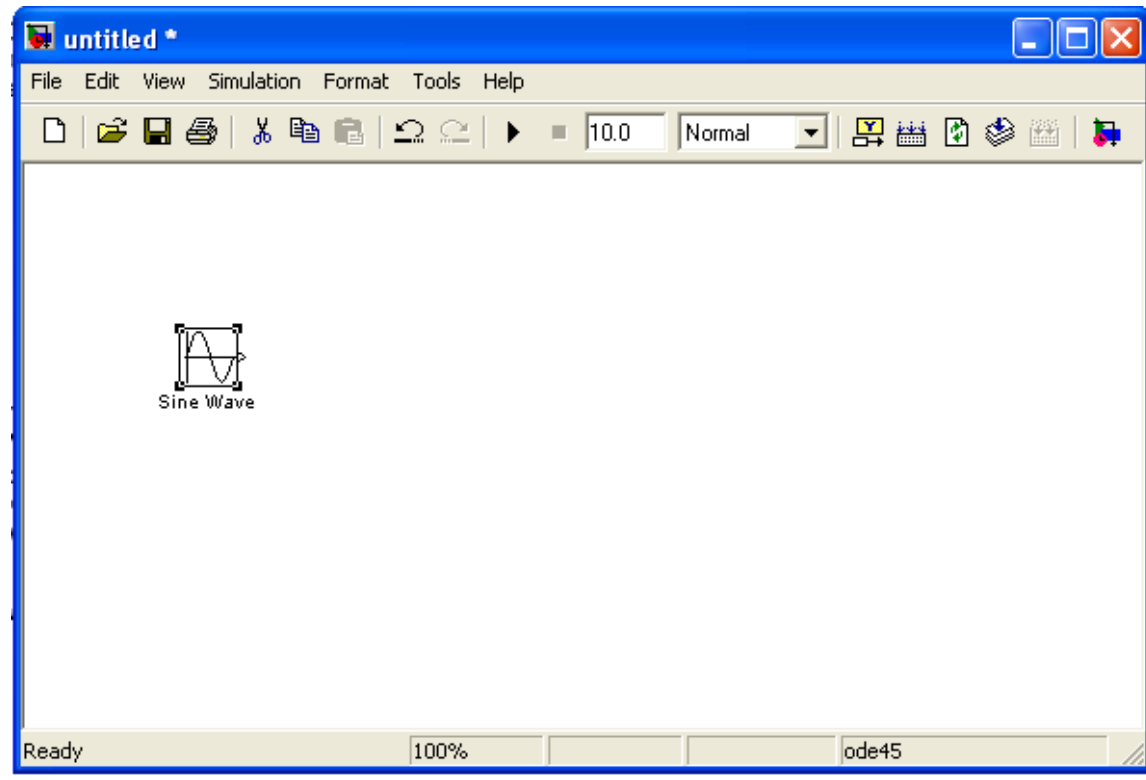 untitled *
File Edit View Simulation Format Tools Help
10.0 Normal
Sine Wave
Ready 100% ode45